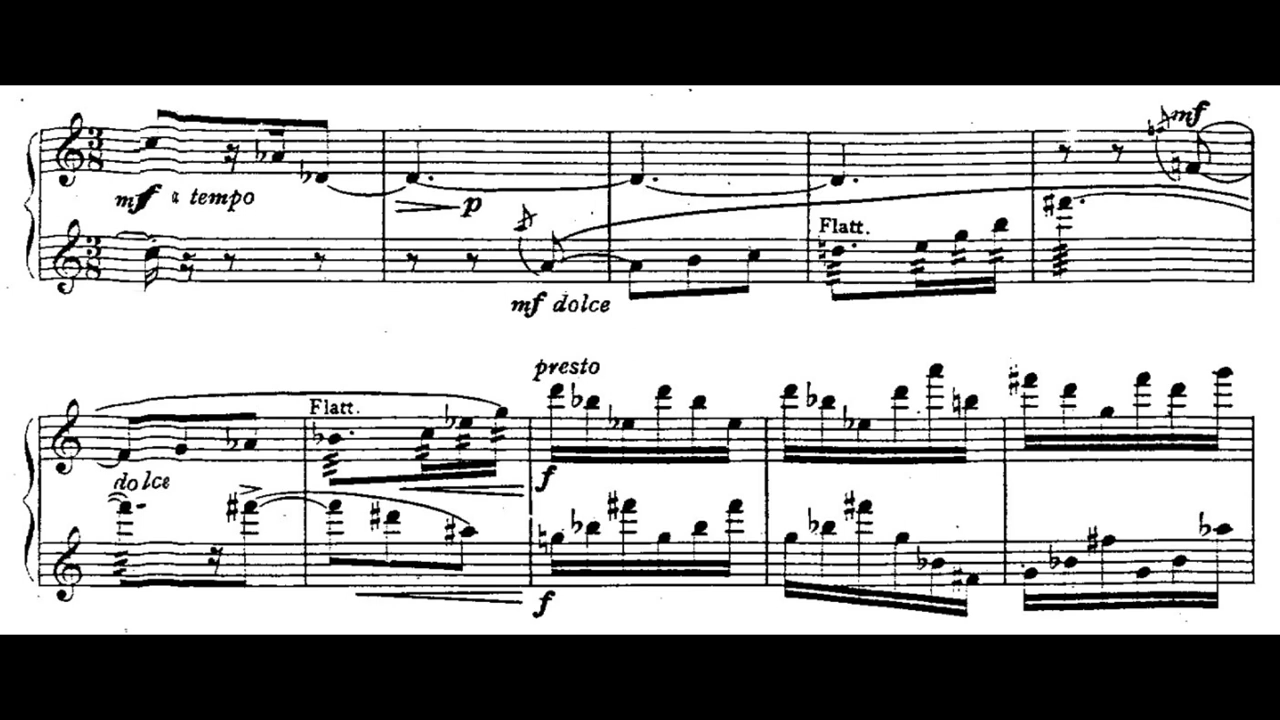 mf
mf a tempo
p
Flatt.
mf dolce
presto
Flatt.
dolce
f
f